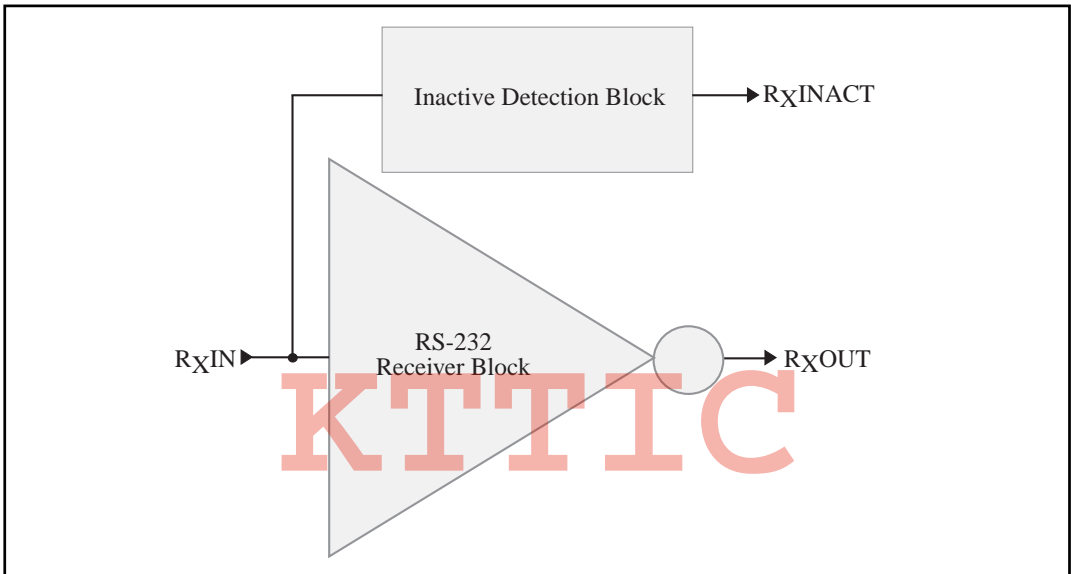 Inactive Detection Block
RXINACT
RXIN
RS-232
Receiver Block
RXOUT
KTTIC